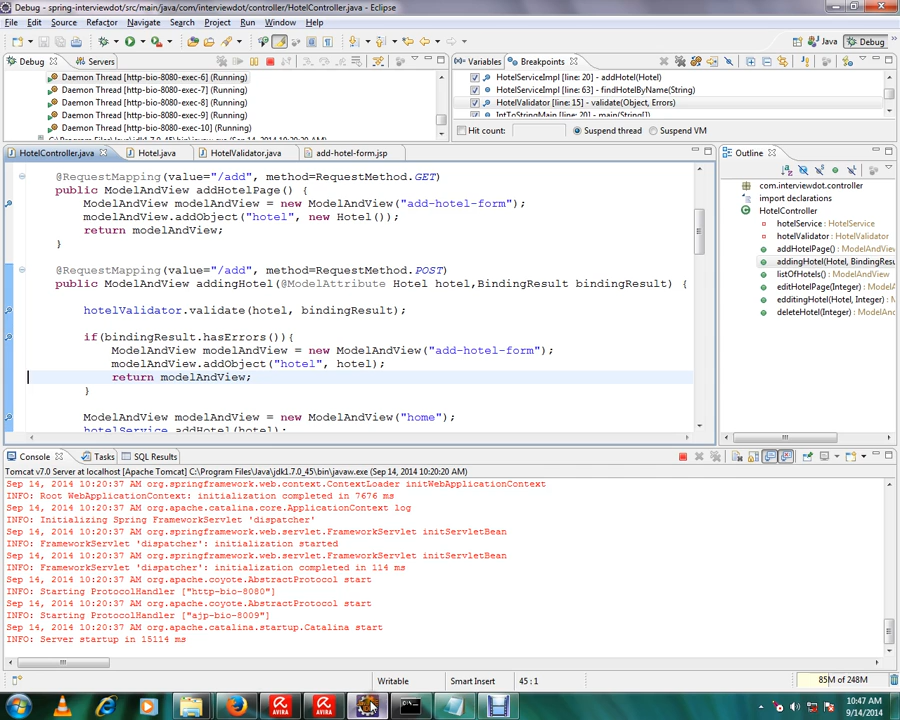 Debug - spring-interviewdot/src/main/java/com/interviewdot/controller/HotelController.java - Eclipse
File Edit Source Refactor Navigate Search Project Run Window Help
Java Debug
Debug Servers
Daemon Thread [http-bio-8080-exec-6] (Running)
Daemon Thread [http-bio-8080-exec-7] (Running)
Daemon Thread [http-bio-8080-exec-8] (Running)
Daemon Thread [http-bio-8080-exec-9] (Running)
Daemon Thread [http-bio-8080-exec-10] (Running)
Variables Breakpoints
HotelServiceImpl [line: 20] - addHotel(Hotel)
HotelServiceImpl [line: 63] - findHotelByName(String)
HotelValidator [line: 15] - validate(Object, Errors)
IntToStringMain [line: 20] - main(String[])
Hit count: Suspend thread Suspend VM
HotelController.java Hotel.java HotelValidator.java add-hotel-form.jsp
@RequestMapping(value="/add", method=RequestMethod.GET)
public ModelAndView addHotelPage() {
ModelAndView modelAndView = new ModelAndView("add-hotel-form");
modelAndView.addObject("hotel", new Hotel());
return modelAndView;
}
@RequestMapping(value="/add", method=RequestMethod.POST)
public ModelAndView addingHotel(@ModelAttribute Hotel hotel,BindingResult bindingResult) {
hotelValidator.validate(hotel, bindingResult);
if(bindingResult.hasErrors()){
ModelAndView modelAndView = new ModelAndView("add-hotel-form");
modelAndView.addObject("hotel", hotel);
return modelAndView;
}
ModelAndView modelAndView = new ModelAndView("home");
hotelService.addHotel(hotel);
Outline
com.interviewdot.controller
import declarations
HotelController
hotelService : HotelService
hotelValidator : HotelValidator
addHotelPage() : ModelAndView
addingHotel(Hotel, BindingResu
listOfHotels() : ModelAndView
editHotelPage(Integer) : ModelA
edditingHotel(Hotel, Integer) :
deleteHotel(Integer) : ModelAn
Console Tasks SQL Results
Tomcat v7.0 Server at localhost [Apache Tomcat] C:\Program Files\Java\jdk1.7.0_45\bin\javaw.exe (Sep 14, 2014 10:20:20 AM)
Sep 14, 2014 10:20:37 AM org.springframework.web.context.ContextLoader initWebApplicationContext
INFO: Root WebApplicationContext: initialization completed in 7676 ms
Sep 14, 2014 10:20:37 AM org.apache.catalina.core.ApplicationContext log
INFO: Initializing Spring FrameworkServlet 'dispatcher'
Sep 14, 2014 10:20:37 AM org.springframework.web.servlet.FrameworkServlet initServletBean
INFO: FrameworkServlet 'dispatcher': initialization started
Sep 14, 2014 10:20:37 AM org.springframework.web.servlet.FrameworkServlet initServletBean
INFO: FrameworkServlet 'dispatcher': initialization completed in 114 ms
Sep 14, 2014 10:20:37 AM org.apache.coyote.AbstractProtocol start
INFO: Starting ProtocolHandler ["http-bio-8080"]
Sep 14, 2014 10:20:37 AM org.apache.coyote.AbstractProtocol start
INFO: Starting ProtocolHandler ["ajp-bio-8009"]
Sep 14, 2014 10:20:37 AM org.apache.catalina.startup.Catalina start
INFO: Server startup in 15114 ms
Writable Smart Insert 45 : 1 85M of 248M
AVIRA AVIRA
10:47 AM
9/14/2014